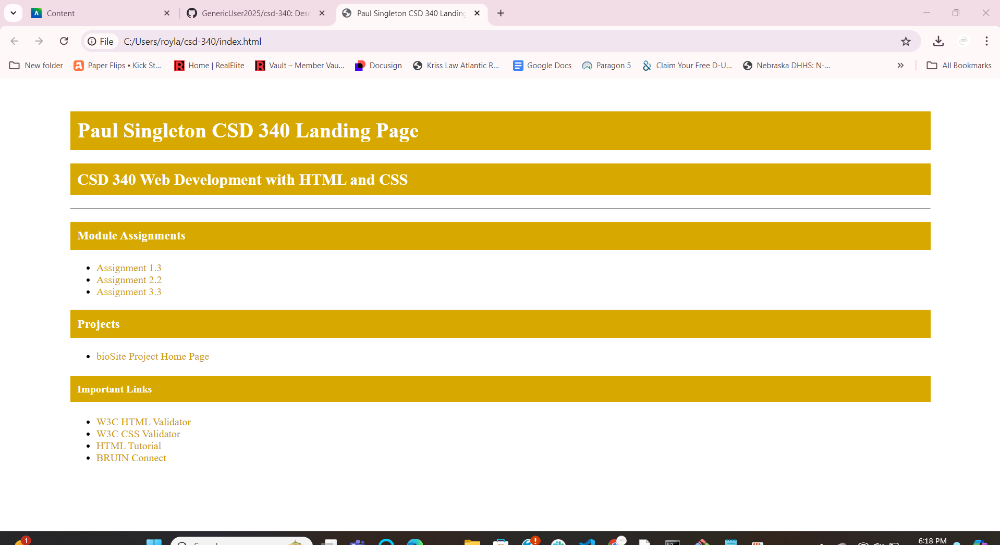 Content
GenericUser2025/csd-340: Desc
Paul Singleton CSD 340 Landing
File C:/Users/royla/csd-340/index.html
New folder Paper Flips • Kick St... Home | RealElite Vault – Member Vau... Docusign Kriss Law Atlantic R... Google Docs Paragon 5 Claim Your Free D-U... Nebraska DHHS: N-... All Bookmarks
Paul Singleton CSD 340 Landing Page
CSD 340 Web Development with HTML and CSS
Module Assignments
Assignment 1.3
Assignment 2.2
Assignment 3.3
Projects
bioSite Project Home Page
Important Links
W3C HTML Validator
W3C CSS Validator
HTML Tutorial
BRUIN Connect
1
6:18 PM